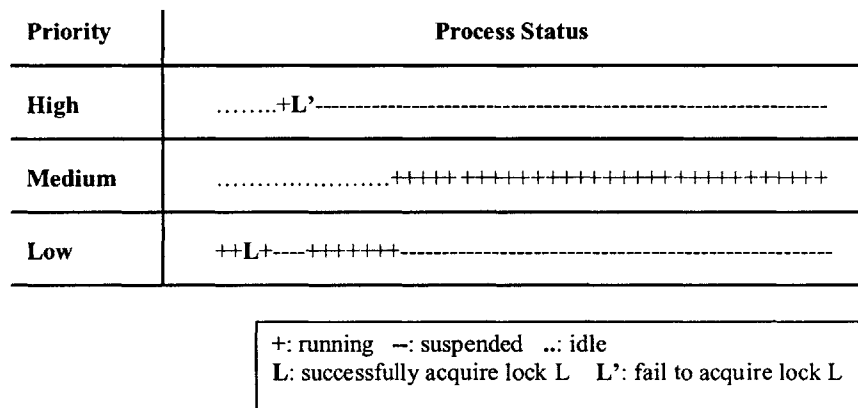 Priority Process Status
High ........+L’----------------------------------------------------------------
Medium ......................+++++ +++++++++++++++++++++++++
Low ++L+----+++++++------------------------------------------------------
+: running --: suspended ..: idle
L: successfully acquire lock L L’: fail to acquire lock L